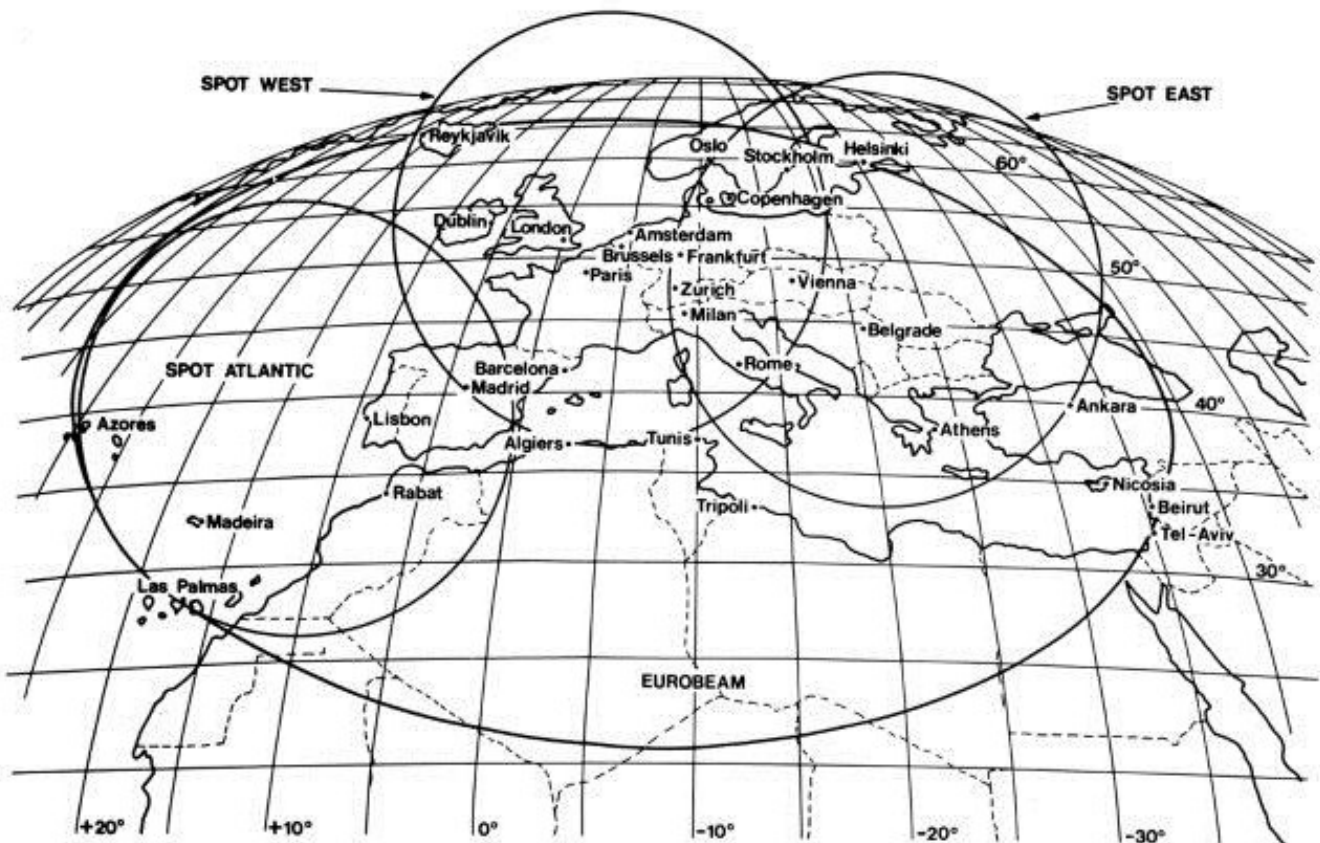 SPOT WEST
SPOT EAST
Reykjavik
Oslo
Stockholm
Helsinki
60°
Copenhagen
Dublin
London
Amsterdam
Brussels
Frankfurt
Paris
50°
Zurich
Vienna
Milan
Belgrade
SPOT ATLANTIC
Barcelona
Rome
Madrid
Azores
Lisbon
40°
Ankara
Algiers
Tunis
Athens
Rabat
Nicosia
Madeira
Tripoli
Beirut
Tel-Aviv
30°
Las Palmas
EUROBEAM
+20°
+10°
0°
-10°
-20°
-30°